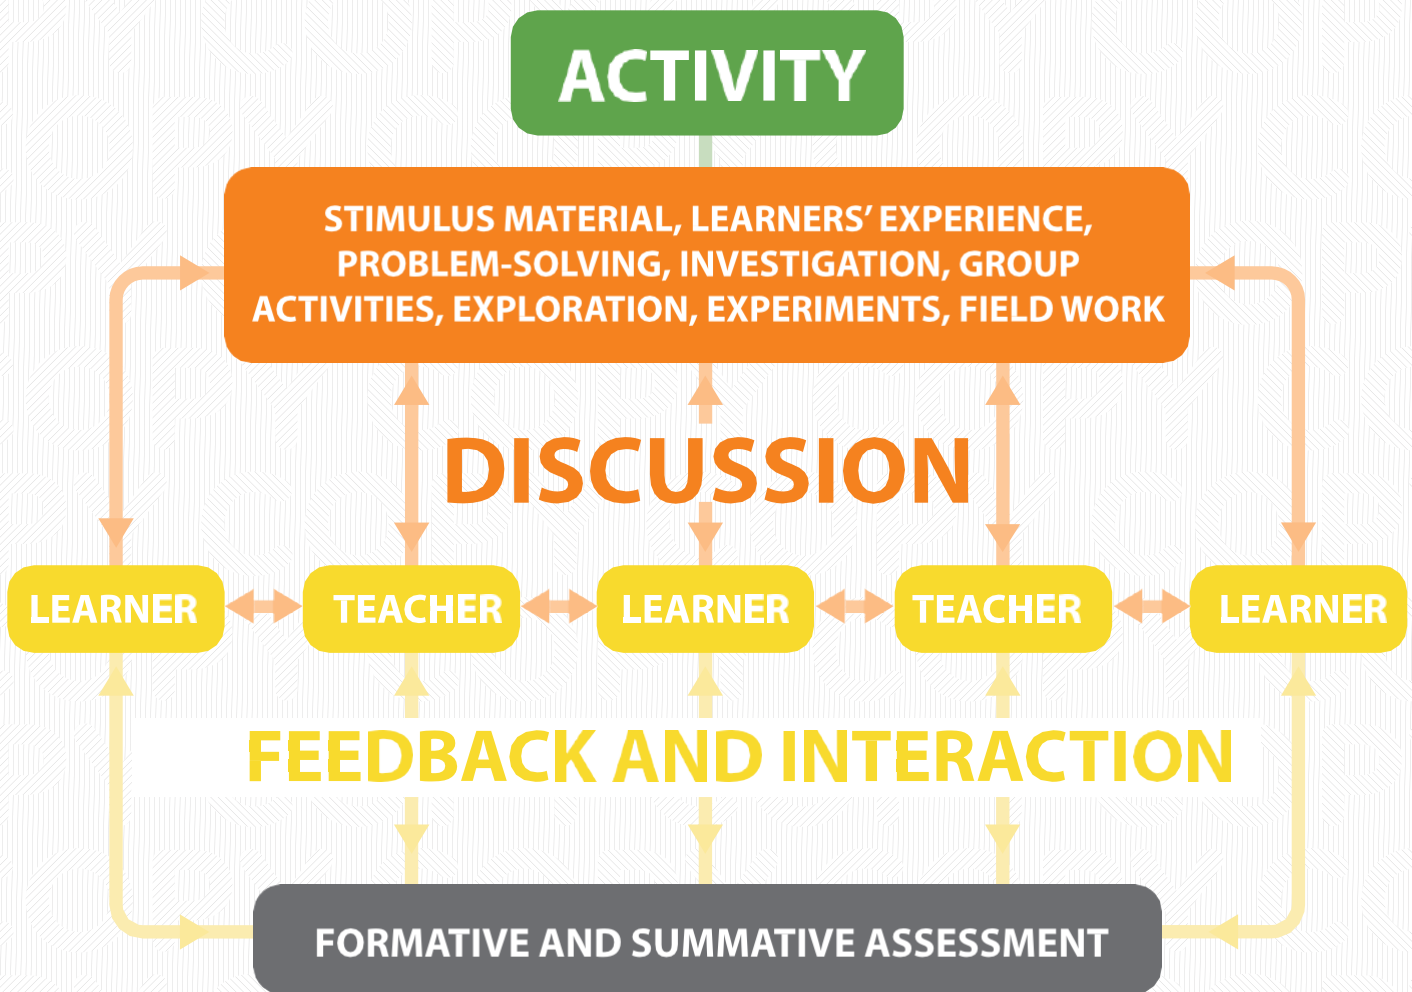 ACTIVITY
STIMULUS MATERIAL, LEARNERS’ EXPERIENCE,
PROBLEM-SOLVING, INVESTIGATION, GROUP
ACTIVITIES, EXPLORATION, EXPERIMENTS, FIELD WORK
DISCUSSION
LEARNER
TEACHER
LEARNER
TEACHER
LEARNER
FEEDBACK AND INTERACTION
FORMATIVE AND SUMMATIVE ASSESSMENT